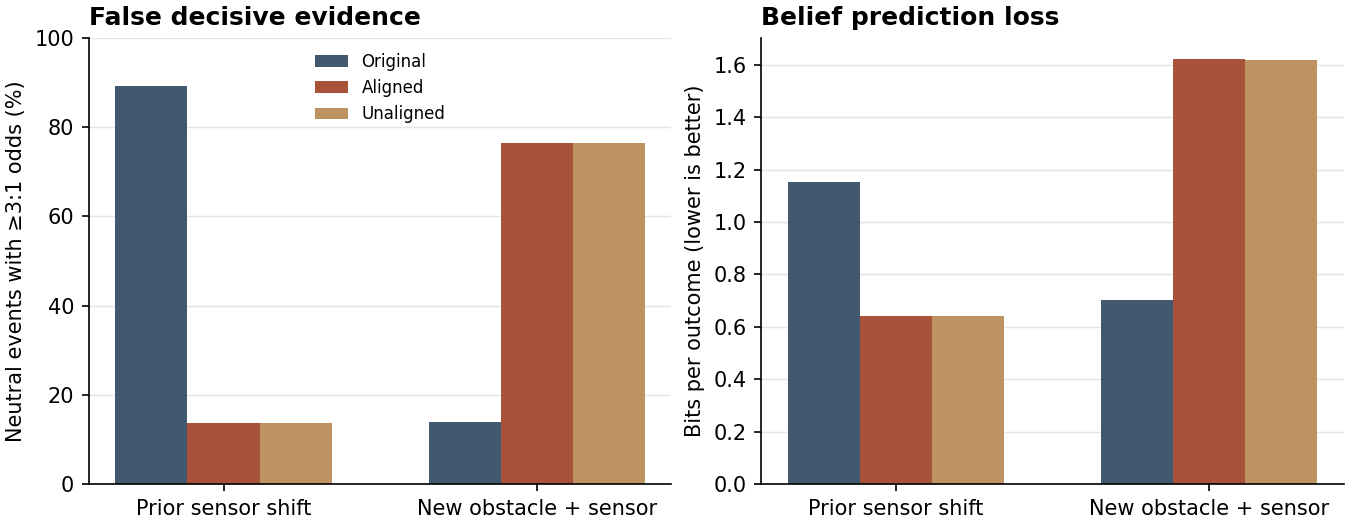 False decisive evidence
Neutral events with ≥3:1 odds (%)
100
80
60
40
20
0
Original
Aligned
Unaligned
Prior sensor shift
New obstacle + sensor
Belief prediction loss
Bits per outcome (lower is better)
1.6
1.4
1.2
1.0
0.8
0.6
0.4
0.2
0.0
Prior sensor shift
New obstacle + sensor